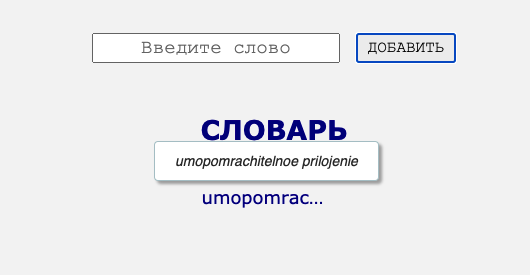 Введите слово
ДОБАВИТЬ
СЛОВАРЬ
umopomrachitelnoe prilojenie
umopomrac...